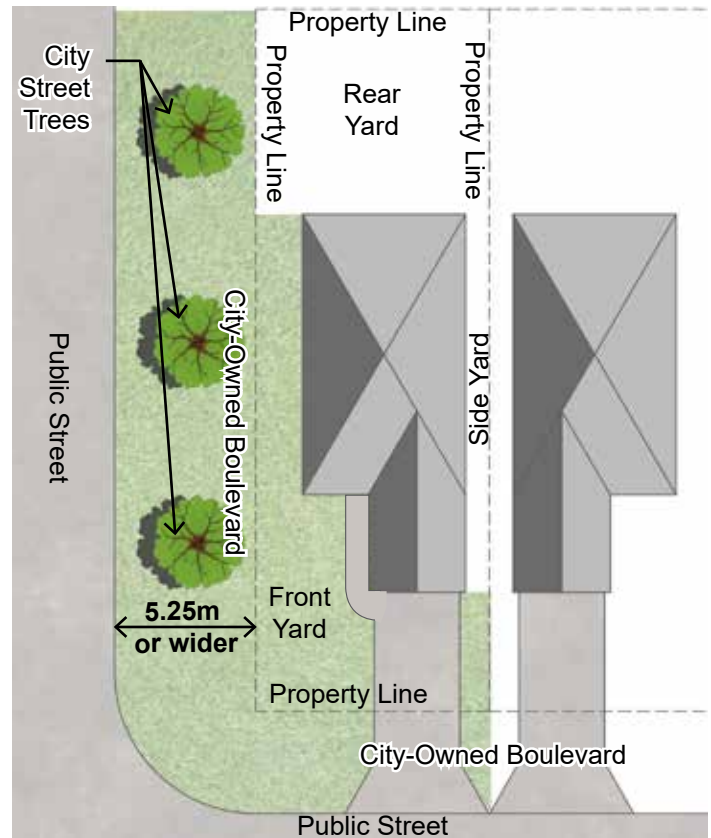 Property Line
City
Street
Trees
Property Line
Rear
Yard
Property Line
Public Street
City-Owned Boulevard
Side Yard
5.25m
or wider
Front
Yard
Property Line
City-Owned Boulevard
Public Street